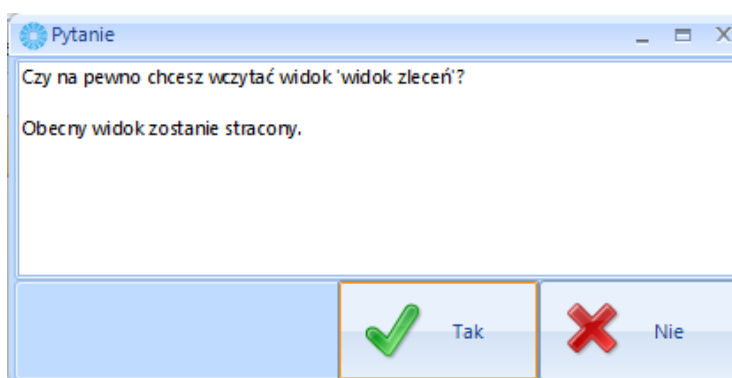 Pytanie
Czy na pewno chcesz wczytać widok 'widok zleceń'?
Obecny widok zostanie stracony.
Tak
Nie